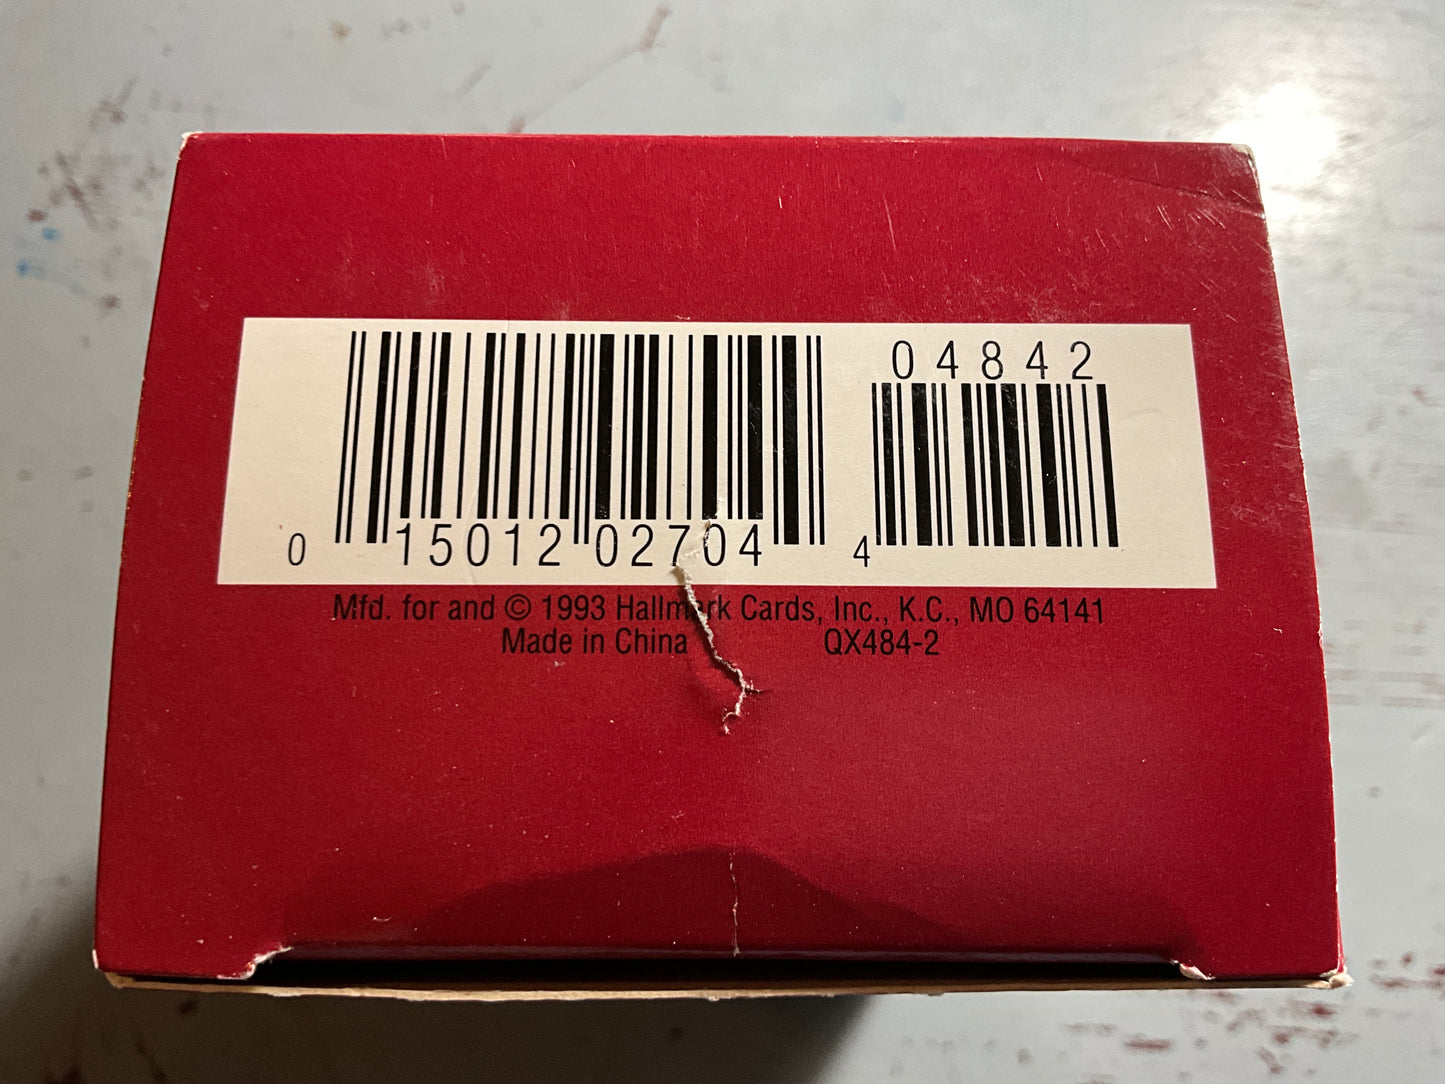 04842
0 15012 02704 4
Mfd. for and © 1993 Hallmark Cards, Inc., K.C., MO 64141
Made in China QX484-2